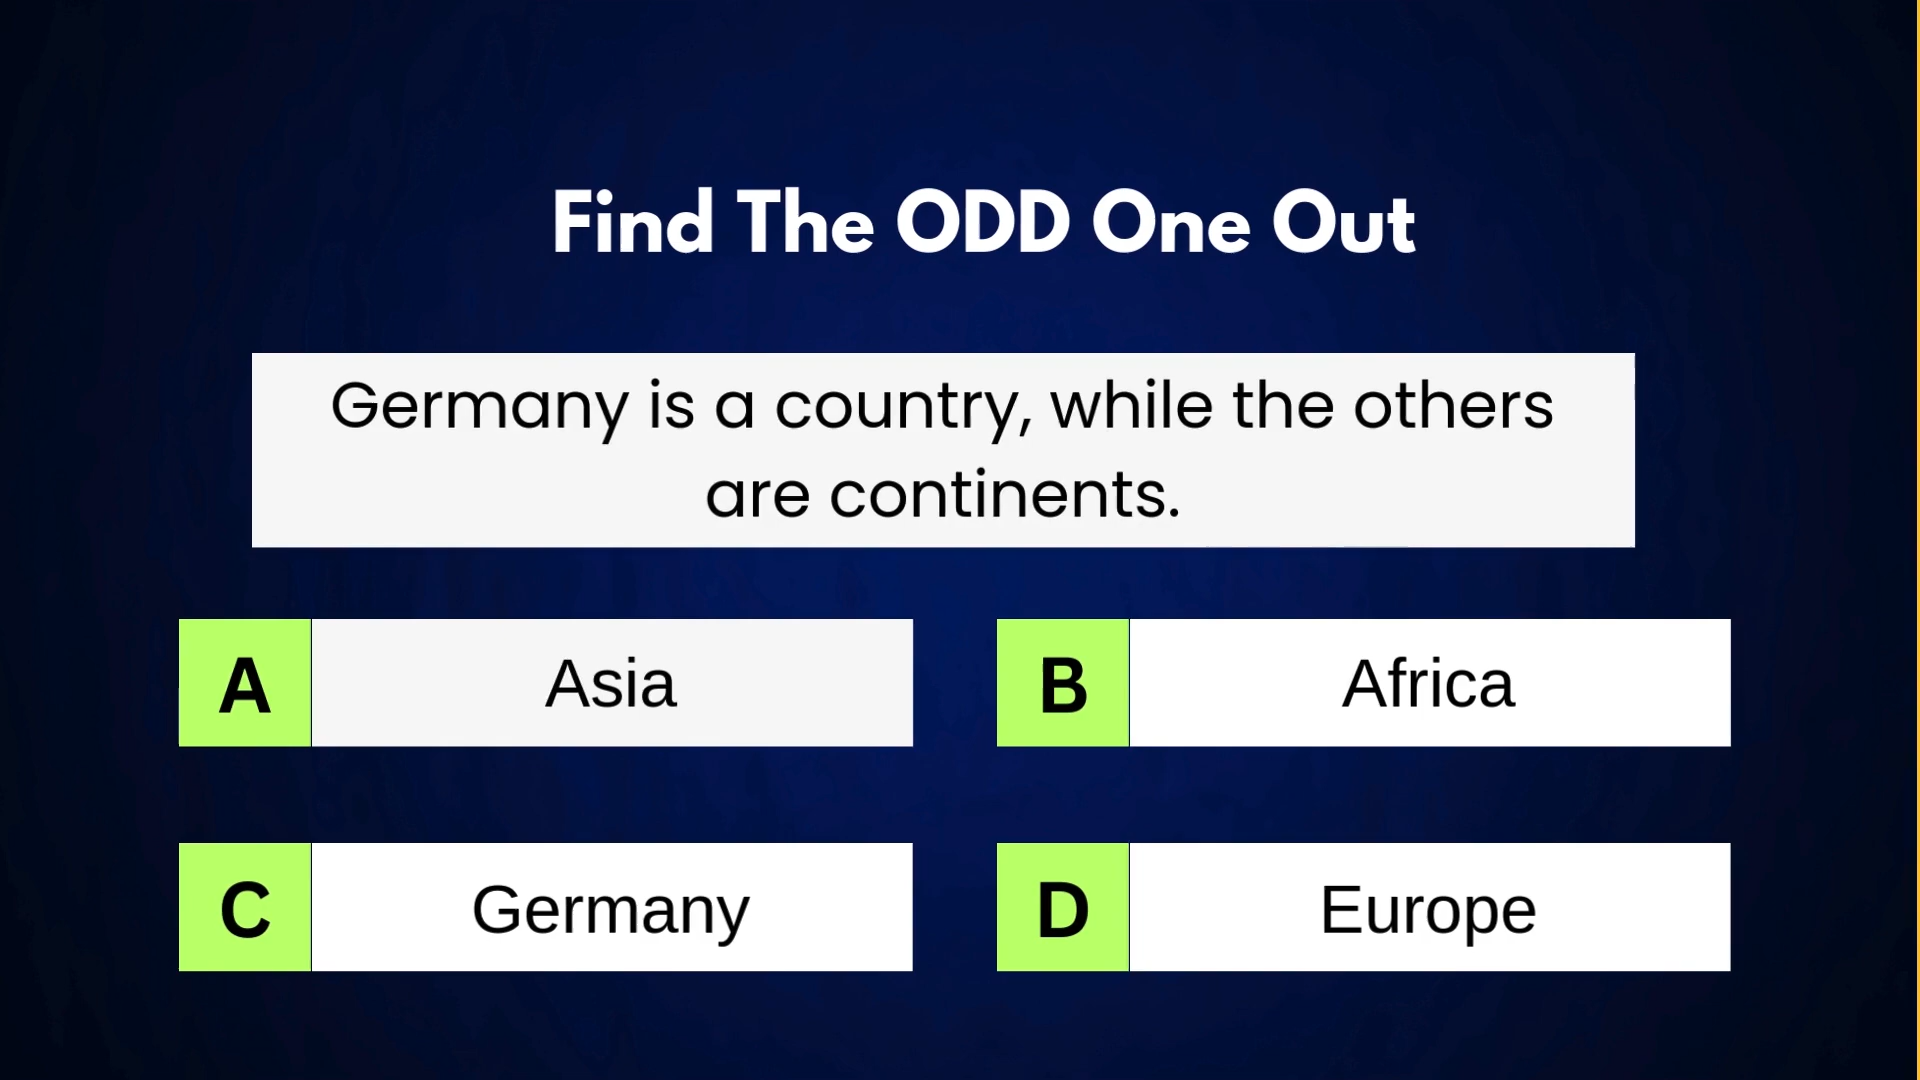 Find The ODD One Out
Germany is a country, while the others
are continents.
A Asia
B Africa
C Germany
D Europe